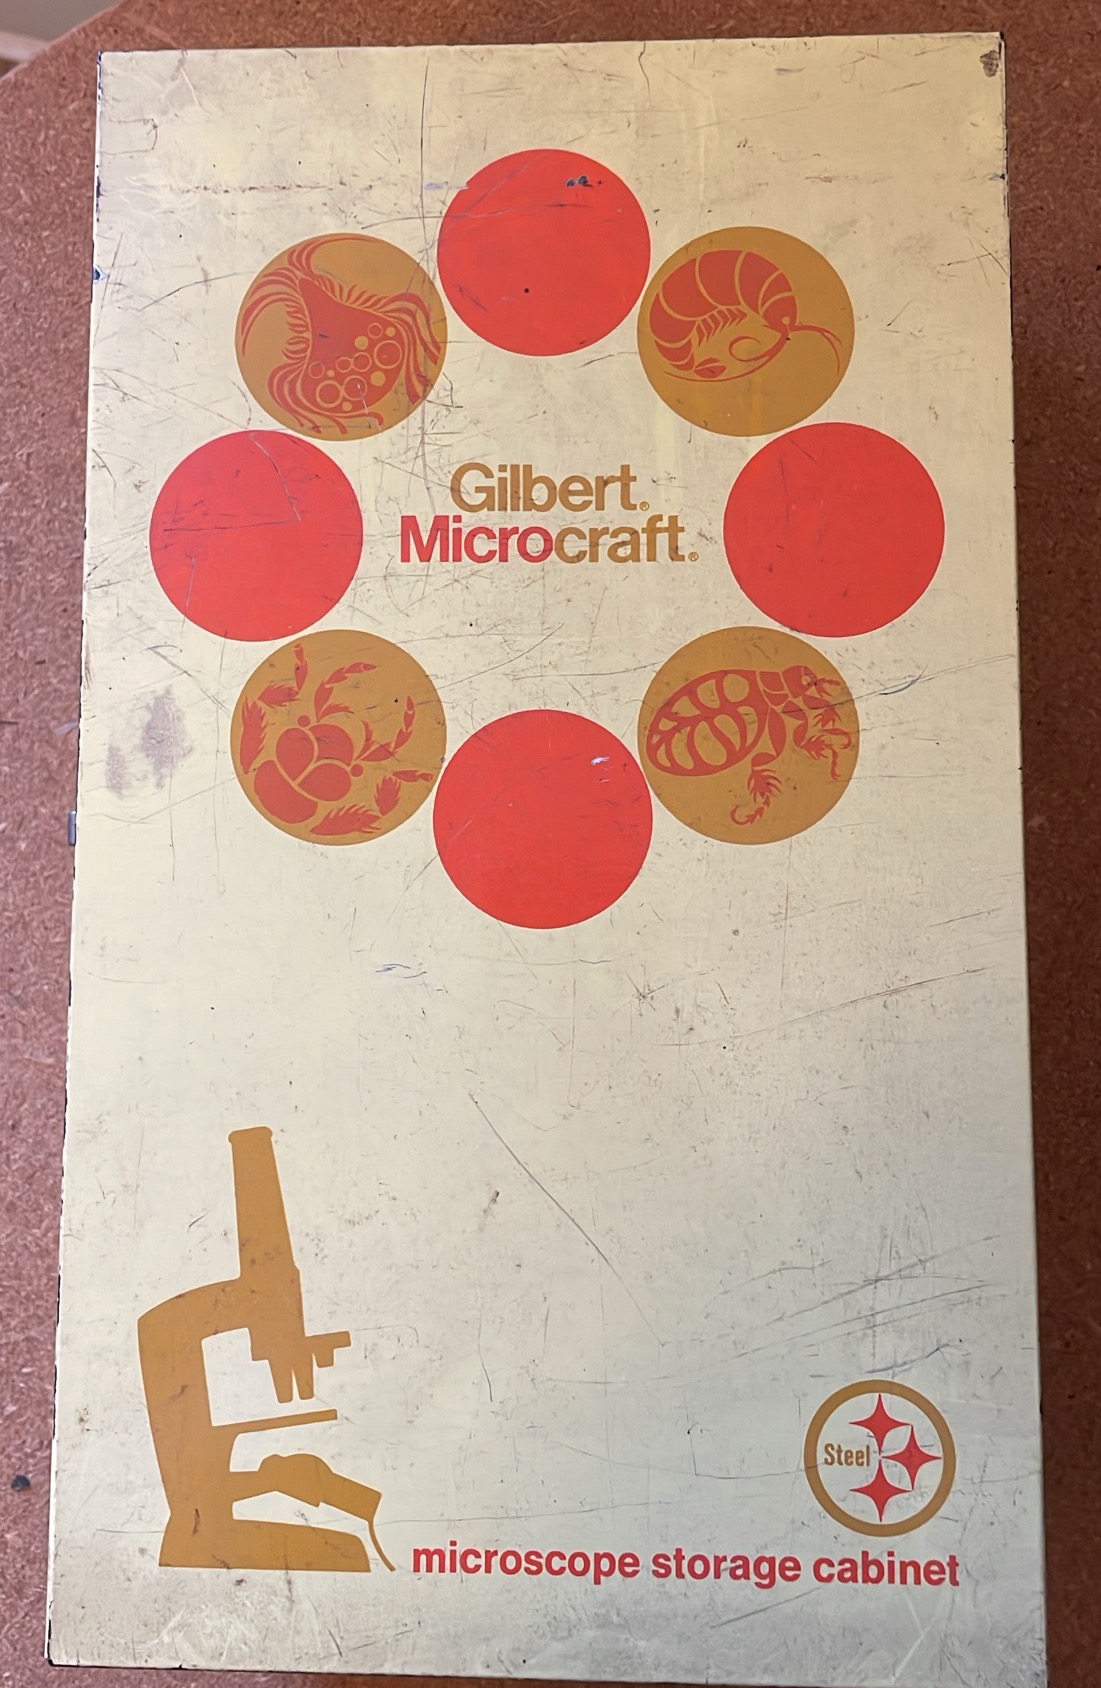 Gilbert®
Microcraft®
Steel
microscope storage cabinet